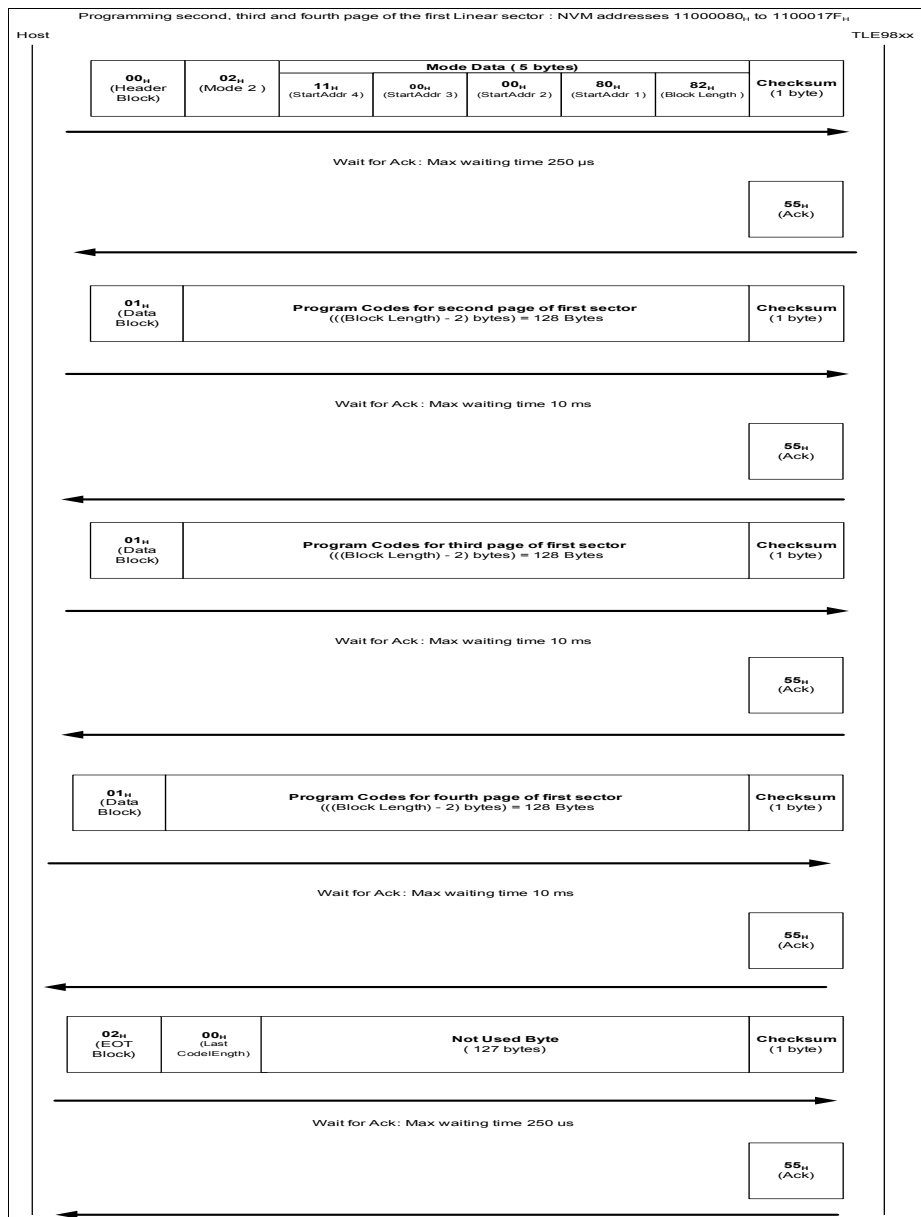 Programming second, third and fourth page of the first Linear sector : NVM addresses 11000080H to 1100017FH
Host
TLE98xx
00H
(Header
Block)
02H
(Mode 2 )
Mode Data ( 5 bytes)
11H
(StartAddr 4)
00H
(StartAddr 3)
00H
(StartAddr 2)
80H
(StartAddr 1)
82H
(Block Length )
Checksum
(1 byte)
Wait for Ack : Max waiting time 250 µs
55H
(Ack)
01H
(Data
Block)
Program Codes for second page of first sector
(((Block Length) - 2) bytes) = 128 Bytes
Checksum
(1 byte)
Wait for Ack : Max waiting time 10 ms
55H
(Ack)
01H
(Data
Block)
Program Codes for third page of first sector
(((Block Length) - 2) bytes) = 128 Bytes
Checksum
(1 byte)
Wait for Ack : Max waiting time 10 ms
55H
(Ack)
01H
(Data
Block)
Program Codes for fourth page of first sector
(((Block Length) - 2) bytes) = 128 Bytes
Checksum
(1 byte)
Wait for Ack : Max waiting time 10 ms
55H
(Ack)
02H
(EOT
Block)
00H
(Last
CodelEngth)
Not Used Byte
( 127 bytes)
Checksum
(1 byte)
Wait for Ack: Max waiting time 250 us
55H
(Ack)